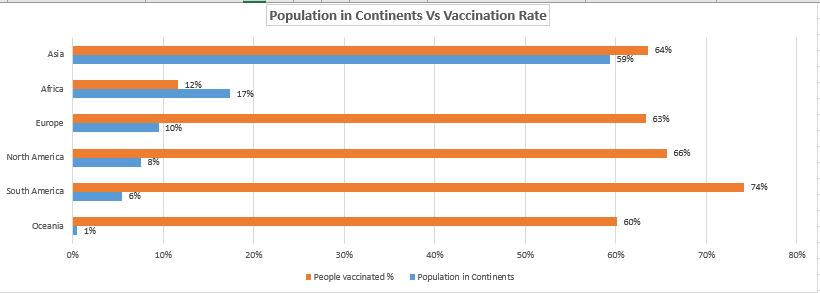 Population in Continents Vs Vaccination Rate
Asia
64%
59%
Africa
12%
17%
Europe
63%
10%
North America
66%
8%
South America
74%
6%
Oceania
60%
1%
0% 10% 20% 30% 40% 50% 60% 70% 80%
People vaccinated % Population in Continents